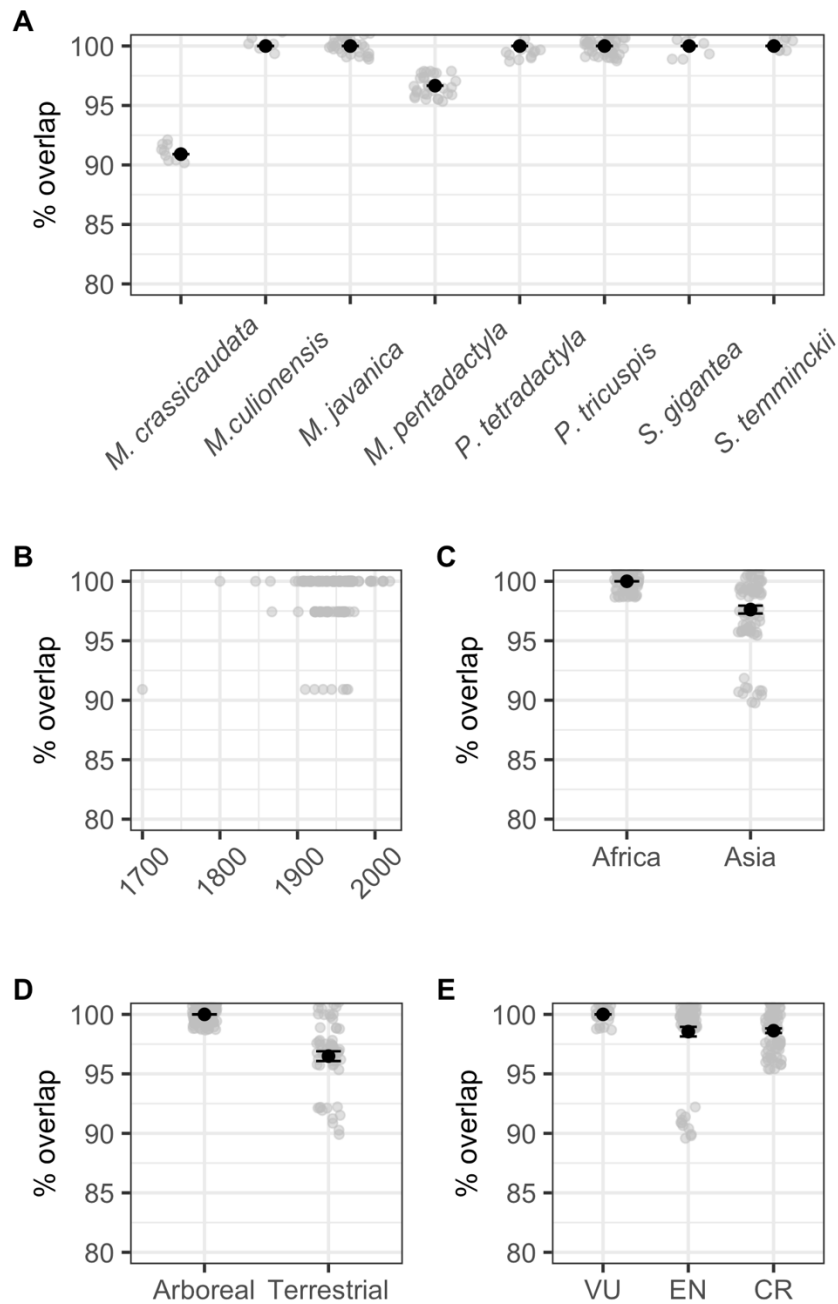 A
% overlap
100
95
90
85
80
M. crassicaudata
M.culionensis
M. javanica
M. pentadactyla
P. tetradactyla
P. tricuspis
S. gigantea
S. temminckii
B
% overlap
100
95
90
85
80
1700
1800
1900
2000
C
% overlap
100
95
90
85
80
Africa
Asia
D
% overlap
100
95
90
85
80
Arboreal
Terrestrial
E
% overlap
100
95
90
85
80
VU
EN
CR